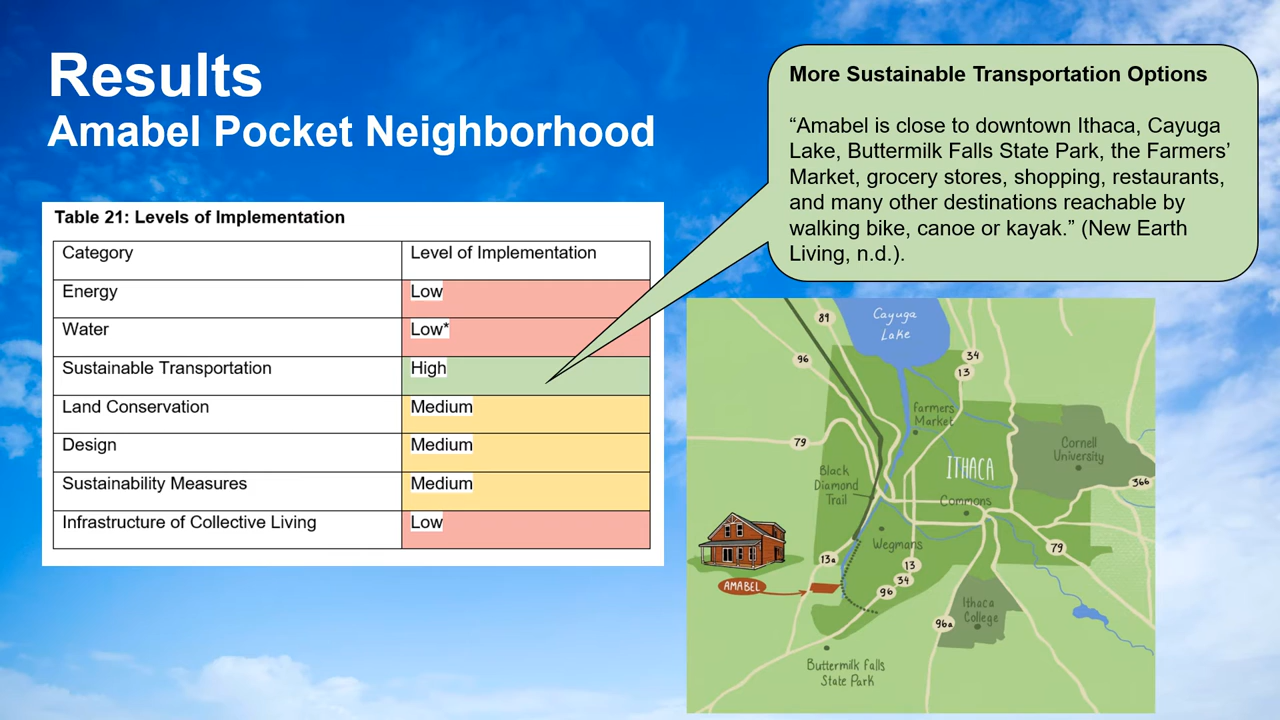 Results
Amabel Pocket Neighborhood
More Sustainable Transportation Options
“Amabel is close to downtown Ithaca, Cayuga
Lake, Buttermilk Falls State Park, the Farmers’
Market, grocery stores, shopping, restaurants,
and many other destinations reachable by
walking bike, canoe or kayak.” (New Earth
Living, n.d.).
Table 21: Levels of Implementation
Category Level of Implementation
Energy Low
Water Low*
Sustainable Transportation High
Land Conservation Medium
Design Medium
Sustainability Measures Medium
Infrastructure of Collective Living Low
Cayuga
Lake
89
96
34
13
farmers
Market
79
Cornell
University
ITHACA
Black
Diamond
Trail
366
Commons
Wegmans
79
13a
13
34
96
AMABEL
Ithaca
College
96a
Buttermilk Falls
State Park